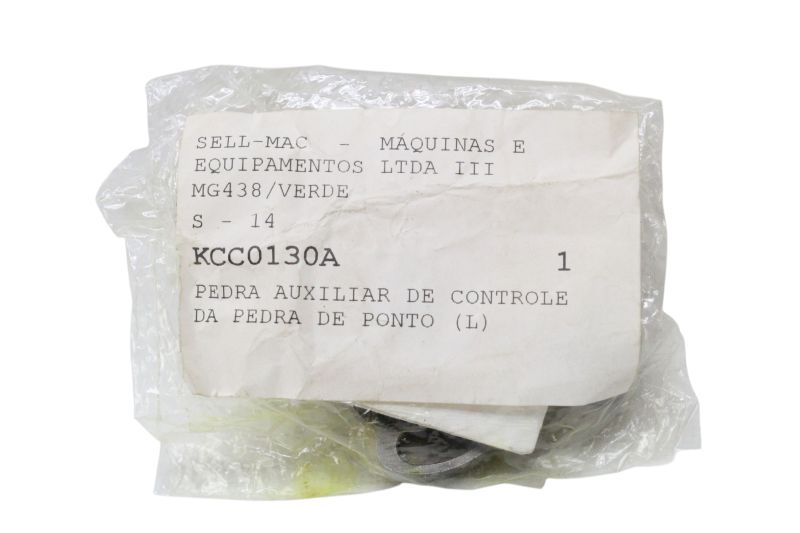 SELL-MAC - MÁQUINAS E
EQUIPAMENTOS LTDA III
MG438/VERDE
S - 14
KCC0130A 1
PEDRA AUXILIAR DE CONTROLE
DA PEDRA DE PONTO (L)